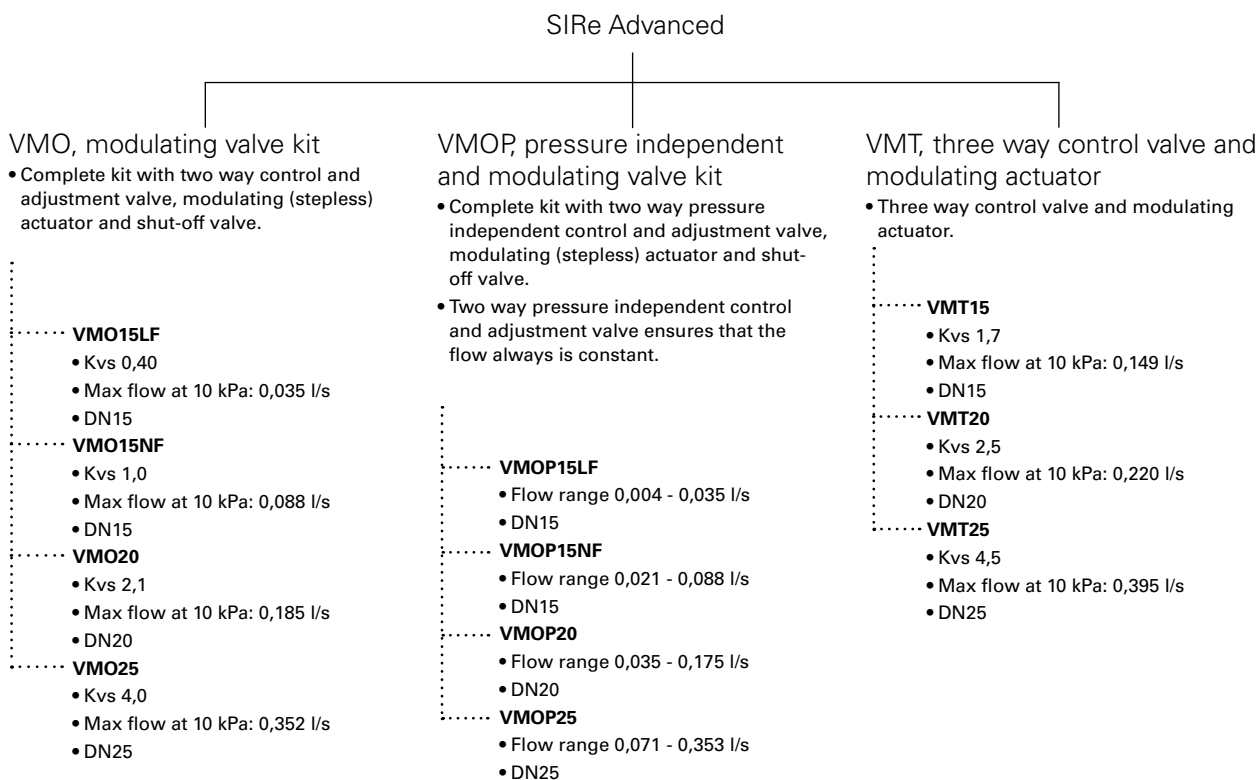 SIRe Advanced
VMO, modulating valve kit
• Complete kit with two way control and
adjustment valve, modulating (stepless)
actuator and shut-off valve.
VMO15LF
• Kvs 0,40
• Max flow at 10 kPa: 0,035 l/s
• DN15
VMO15NF
• Kvs 1,0
• Max flow at 10 kPa: 0,088 l/s
• DN15
VMO20
• Kvs 2,1
• Max flow at 10 kPa: 0,185 l/s
• DN20
VMO25
• Kvs 4,0
• Max flow at 10 kPa: 0,352 l/s
• DN25
VMOP, pressure independent
and modulating valve kit
• Complete kit with two way pressure
independent control and adjustment valve,
modulating (stepless) actuator and shut-
off valve.
• Two way pressure independent control
and adjustment valve ensures that the
flow always is constant.
VMOP15LF
• Flow range 0,004 - 0,035 l/s
• DN15
VMOP15NF
• Flow range 0,021 - 0,088 l/s
• DN15
VMOP20
• Flow range 0,035 - 0,175 l/s
• DN20
VMOP25
• Flow range 0,071 - 0,353 l/s
• DN25
VMT, three way control valve and
modulating actuator
• Three way control valve and modulating
actuator.
VMT15
• Kvs 1,7
• Max flow at 10 kPa: 0,149 l/s
• DN15
VMT20
• Kvs 2,5
• Max flow at 10 kPa: 0,220 l/s
• DN20
VMT25
• Kvs 4,5
• Max flow at 10 kPa: 0,395 l/s
• DN25